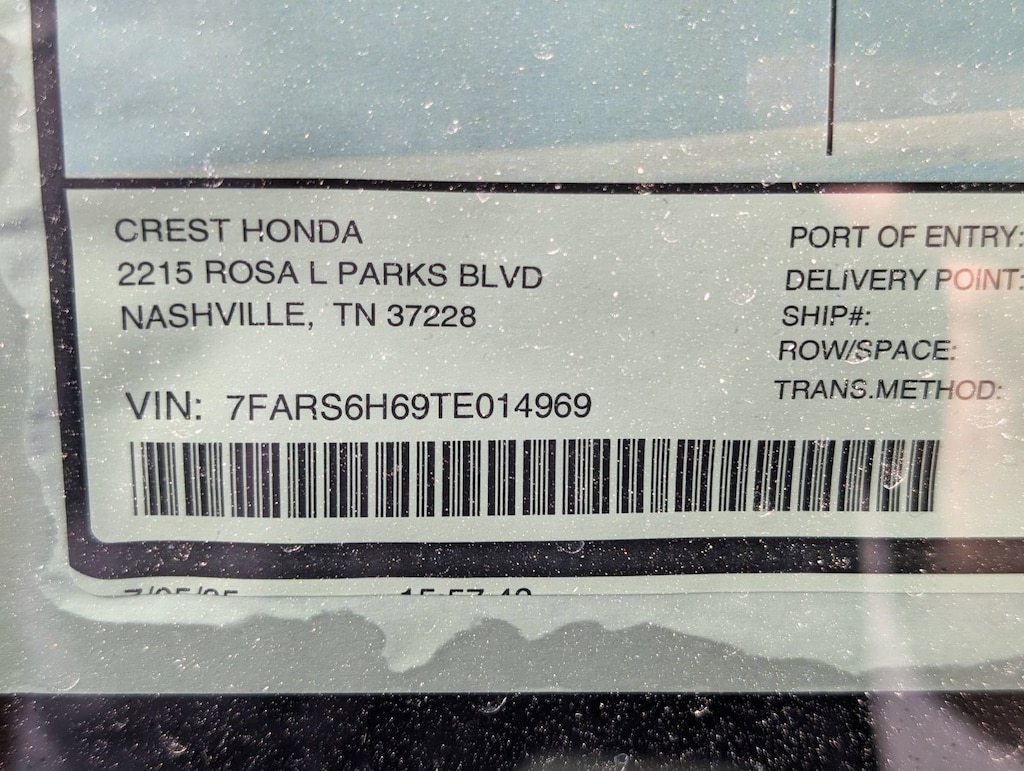 CREST HONDA
2215 ROSA L PARKS BLVD
NASHVILLE, TN 37228
VIN: 7FARS6H69TE014969
PORT OF ENTRY:
DELIVERY POINT:
SHIP#:
ROW/SPACE:
TRANS.METHOD: